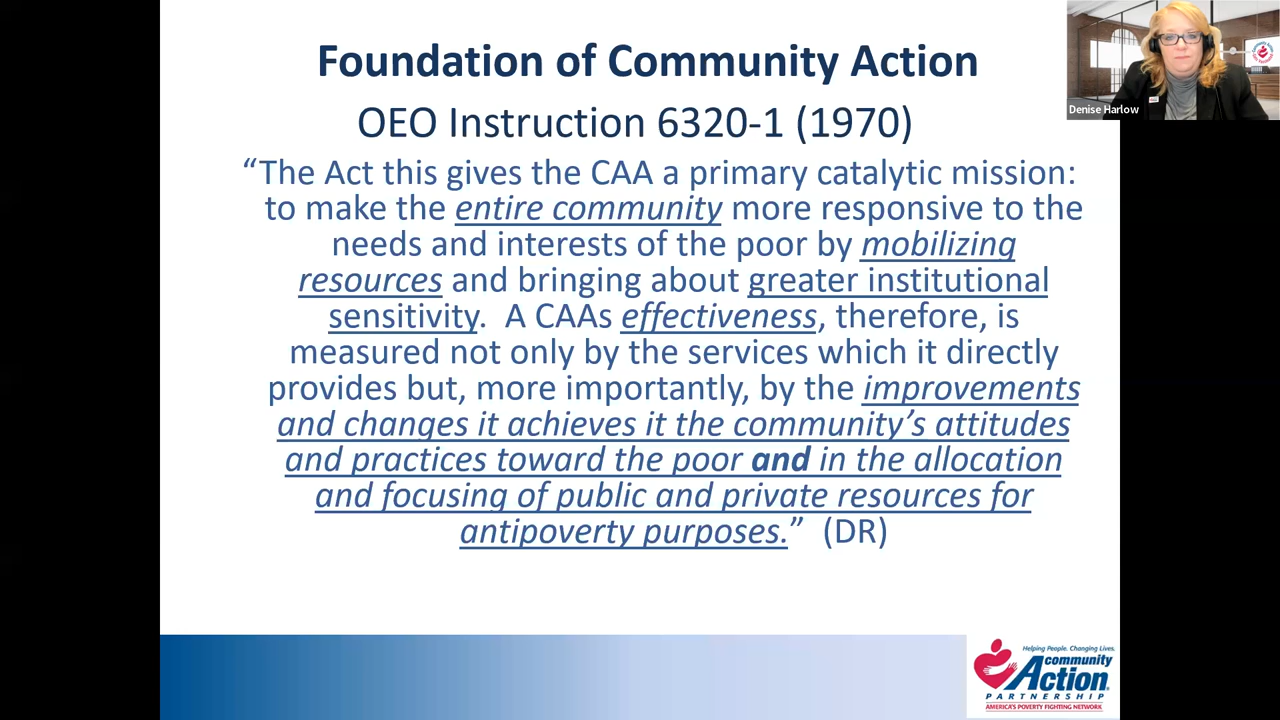 Foundation of Community Action
OEO Instruction 6320-1 (1970)
“The Act this gives the CAA a primary catalytic mission:
to make the entire community more responsive to the
needs and interests of the poor by mobilizing
resources and bringing about greater institutional
sensitivity.  A CAAs effectiveness, therefore, is
measured not only by the services which it directly
provides but, more importantly, by the improvements
and changes it achieves it the community’s attitudes
and practices toward the poor and in the allocation
and focusing of public and private resources for
antipoverty purposes.”  (DR)
Denise Harlow
Helping People. Changing Lives.
community
Action
PARTNERSHIP
AMERICA'S POVERTY FIGHTING NETWORK